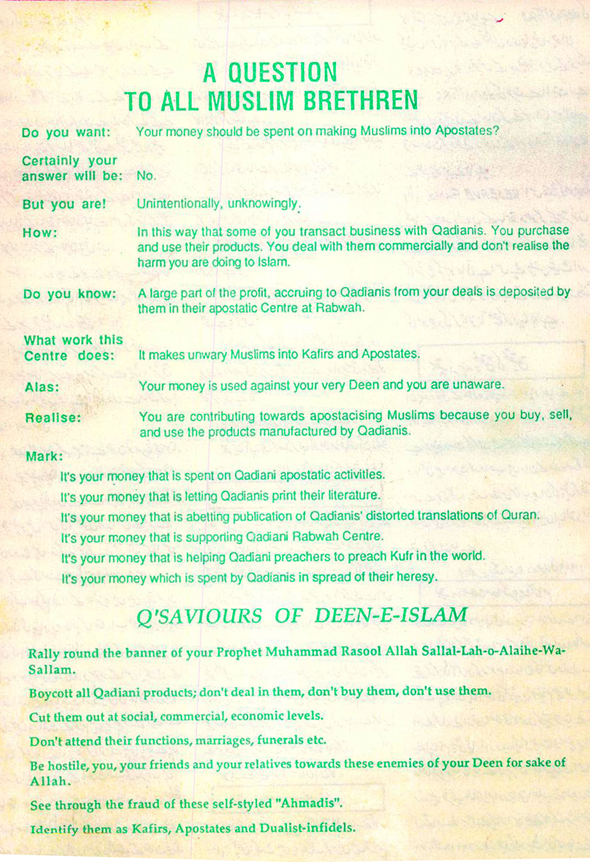 A QUESTION
TO ALL MUSLIM BRETHREN
Do you want: Your money should be spent on making Muslims into Apostates?
Certainly your
answer will be: No.
But you are! Unintentionally, unknowingly.
How: In this way that some of you transact business with Qadianis. You purchase
and use their products. You deal with them commercially and don't realise the
harm you are doing to Islam.
Do you know: A large part of the profit, accruing to Qadianis from your deals is deposited by
them in their apostatic Centre at Rabwah.
What work this
Centre does: It makes unwary Muslims into Kafirs and Apostates.
Alas: Your money is used against your very Deen and you are unaware.
Realise: You are contributing towards apostacising Muslims because you buy, sell,
and use the products manufactured by Qadianis.
Mark:
It's your money that is spent on Qadiani apostatic activities.
It's your money that is letting Qadianis print their literature.
It's your money that is abetting publication of Qadianis' distorted translations of Quran.
It's your money that is supporting Qadiani Rabwah Centre.
It's your money that is helping Qadiani preachers to preach Kufr in the world.
It's your money which is spent by Qadianis in spread of their heresy.
Q'SAVIOURS OF DEEN-E-ISLAM
Rally round the banner of your Prophet Muhammad Rasool Allah Sallal-Lah-o-Alaihe-Wa-
Sallam.
Boycott all Qadiani products; don't deal in them, don't buy them, don't use them.
Cut them out at social, commercial, economic levels.
Don't attend their functions, marriages, funerals etc.
Be hostile, you, your friends and your relatives towards these enemies of your Deen for sake of
Allah.
See through the fraud of these self-styled "Ahmadis".
Identify them as Kafirs, Apostates and Dualist-infidels.